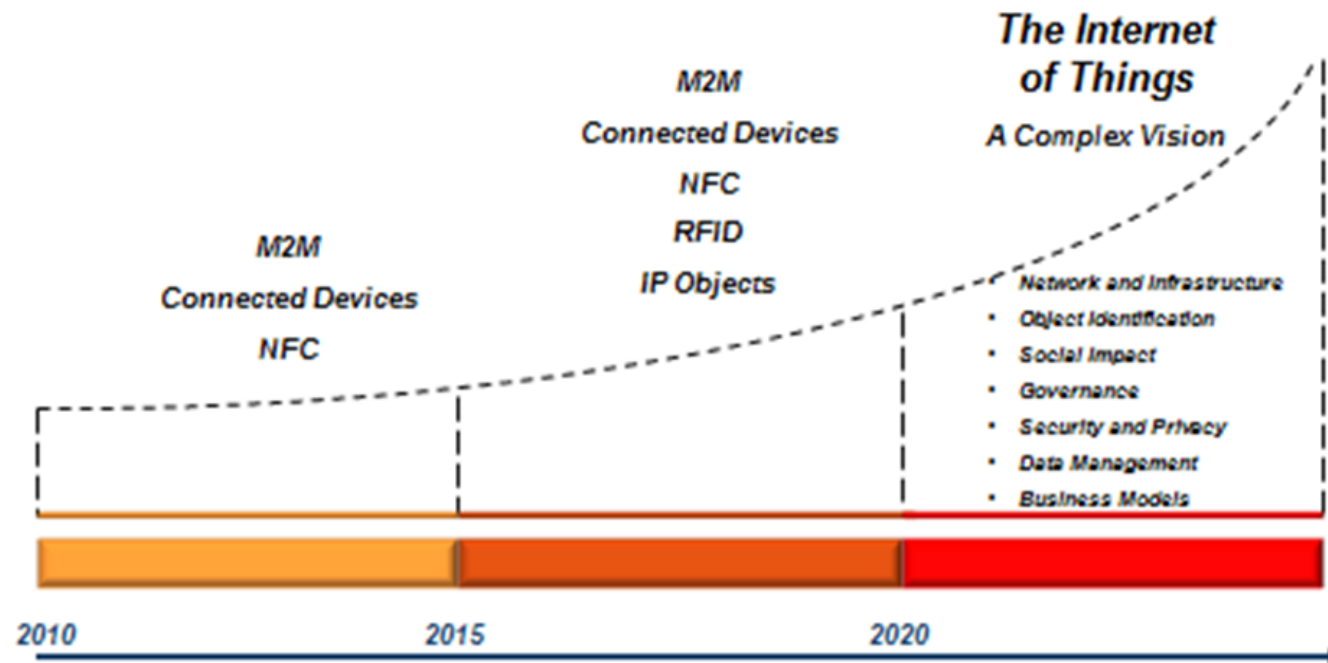 The Internet
of Things
A Complex Vision
M2M
Connected Devices
NFC
RFID
IP Objects
M2M
Connected Devices
NFC
• Network and Infrastructure
• Object Identification
• Social Impact
• Governance
• Security and Privacy
• Data Management
• Business Models
2010 2015 2020